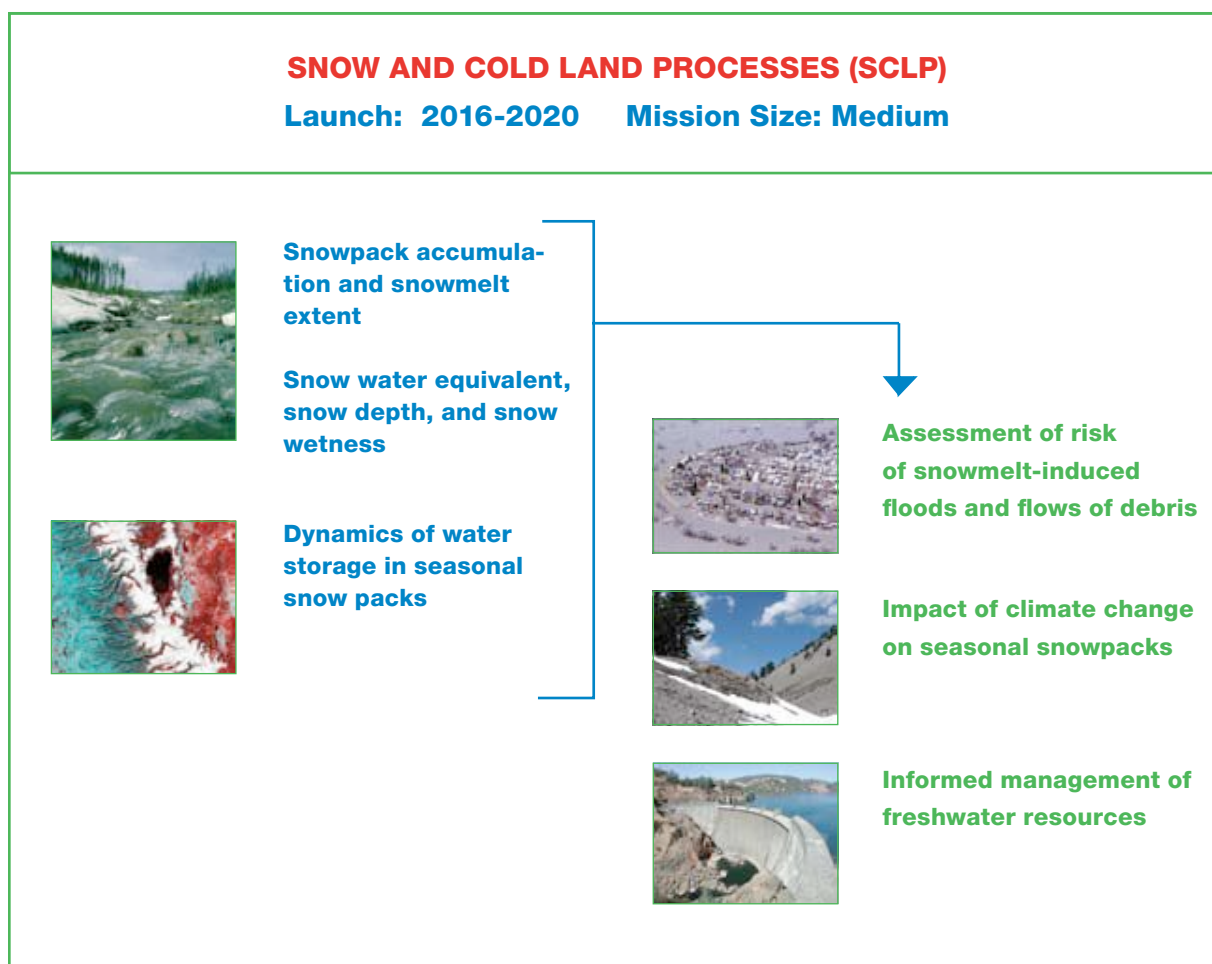 SNOW AND COLD LAND PROCESSES (SCLP)
Launch: 2016-2020 Mission Size: Medium
Snowpack accumula-
tion and snowmelt
extent
Snow water equivalent,
snow depth, and snow
wetness
Dynamics of water
storage in seasonal
snow packs
Assessment of risk
of snowmelt-induced
floods and flows of debris
Impact of climate change
on seasonal snowpacks
Informed management of
freshwater resources